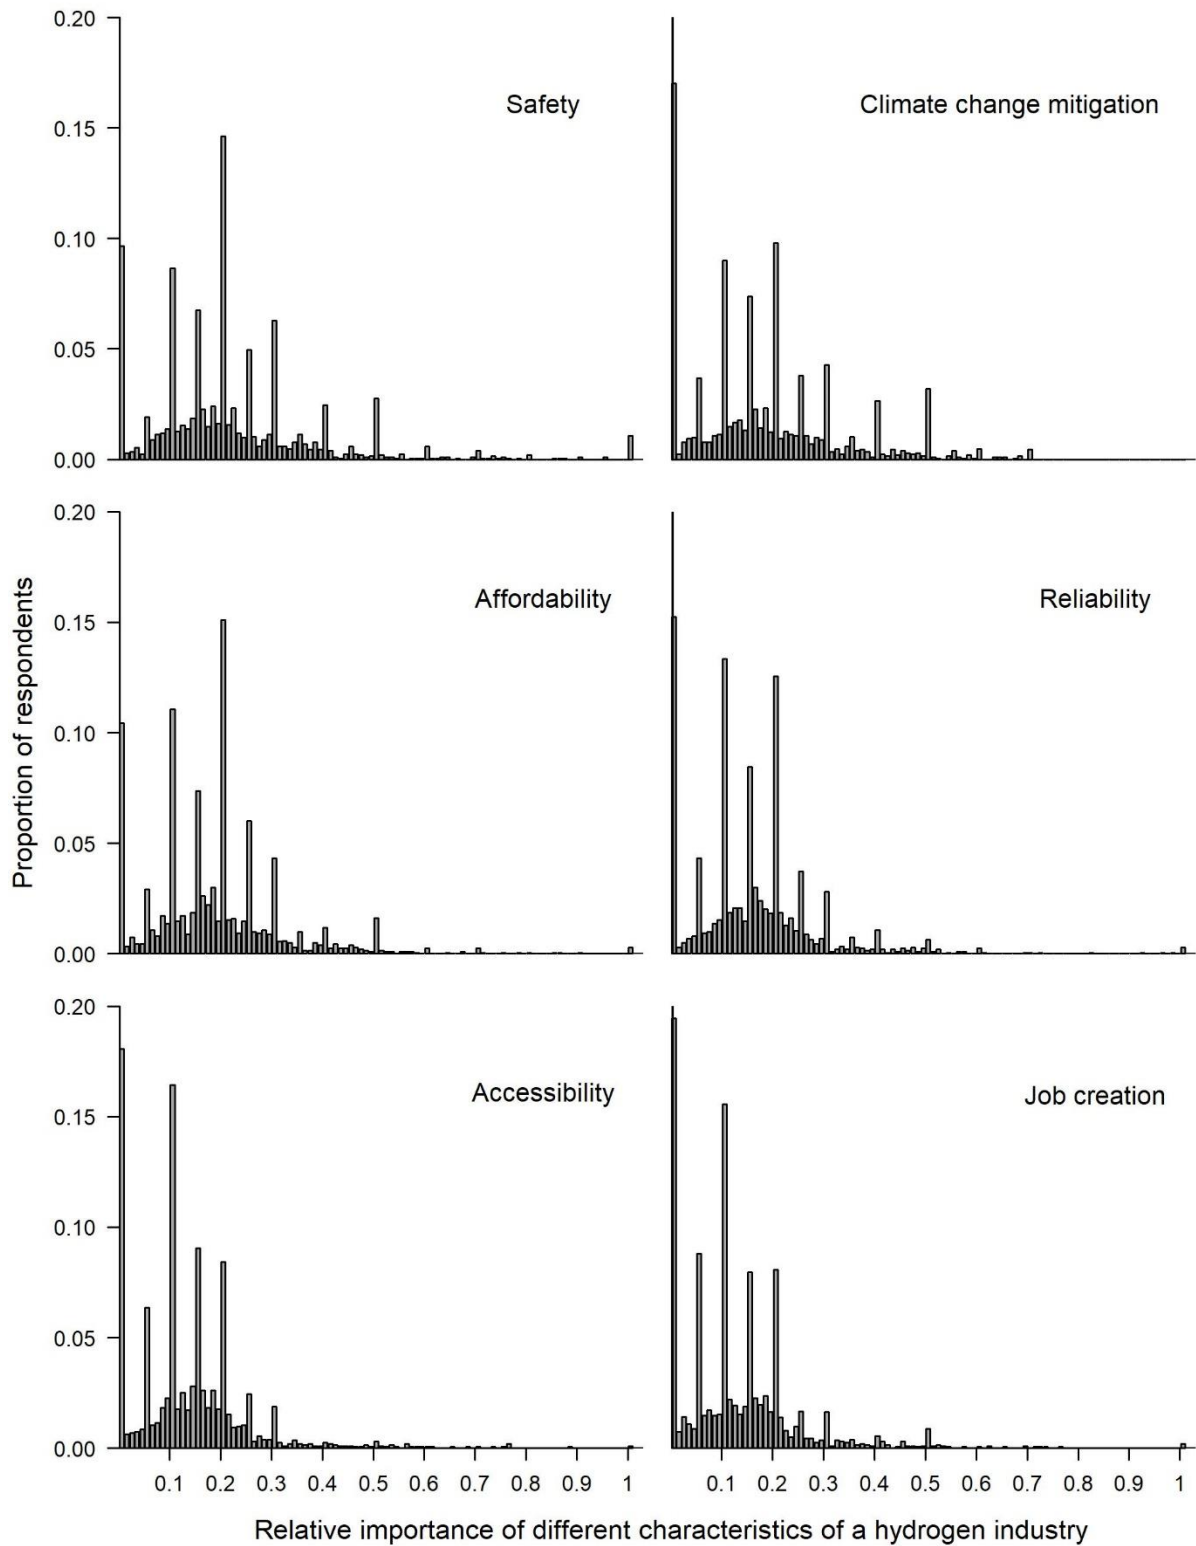 0.20
0.15
0.10
0.05
0.00
Safety
Climate change mitigation
0.20
0.15
0.10
0.05
0.00
Affordability
Reliability
0.20
0.15
0.10
0.05
0.00
Accessibility
Job creation
Proportion of respondents
0.1 0.2 0.3 0.4 0.5 0.6 0.7 0.8 0.9 1
0.1 0.2 0.3 0.4 0.5 0.6 0.7 0.8 0.9 1
Relative importance of different characteristics of a hydrogen industry